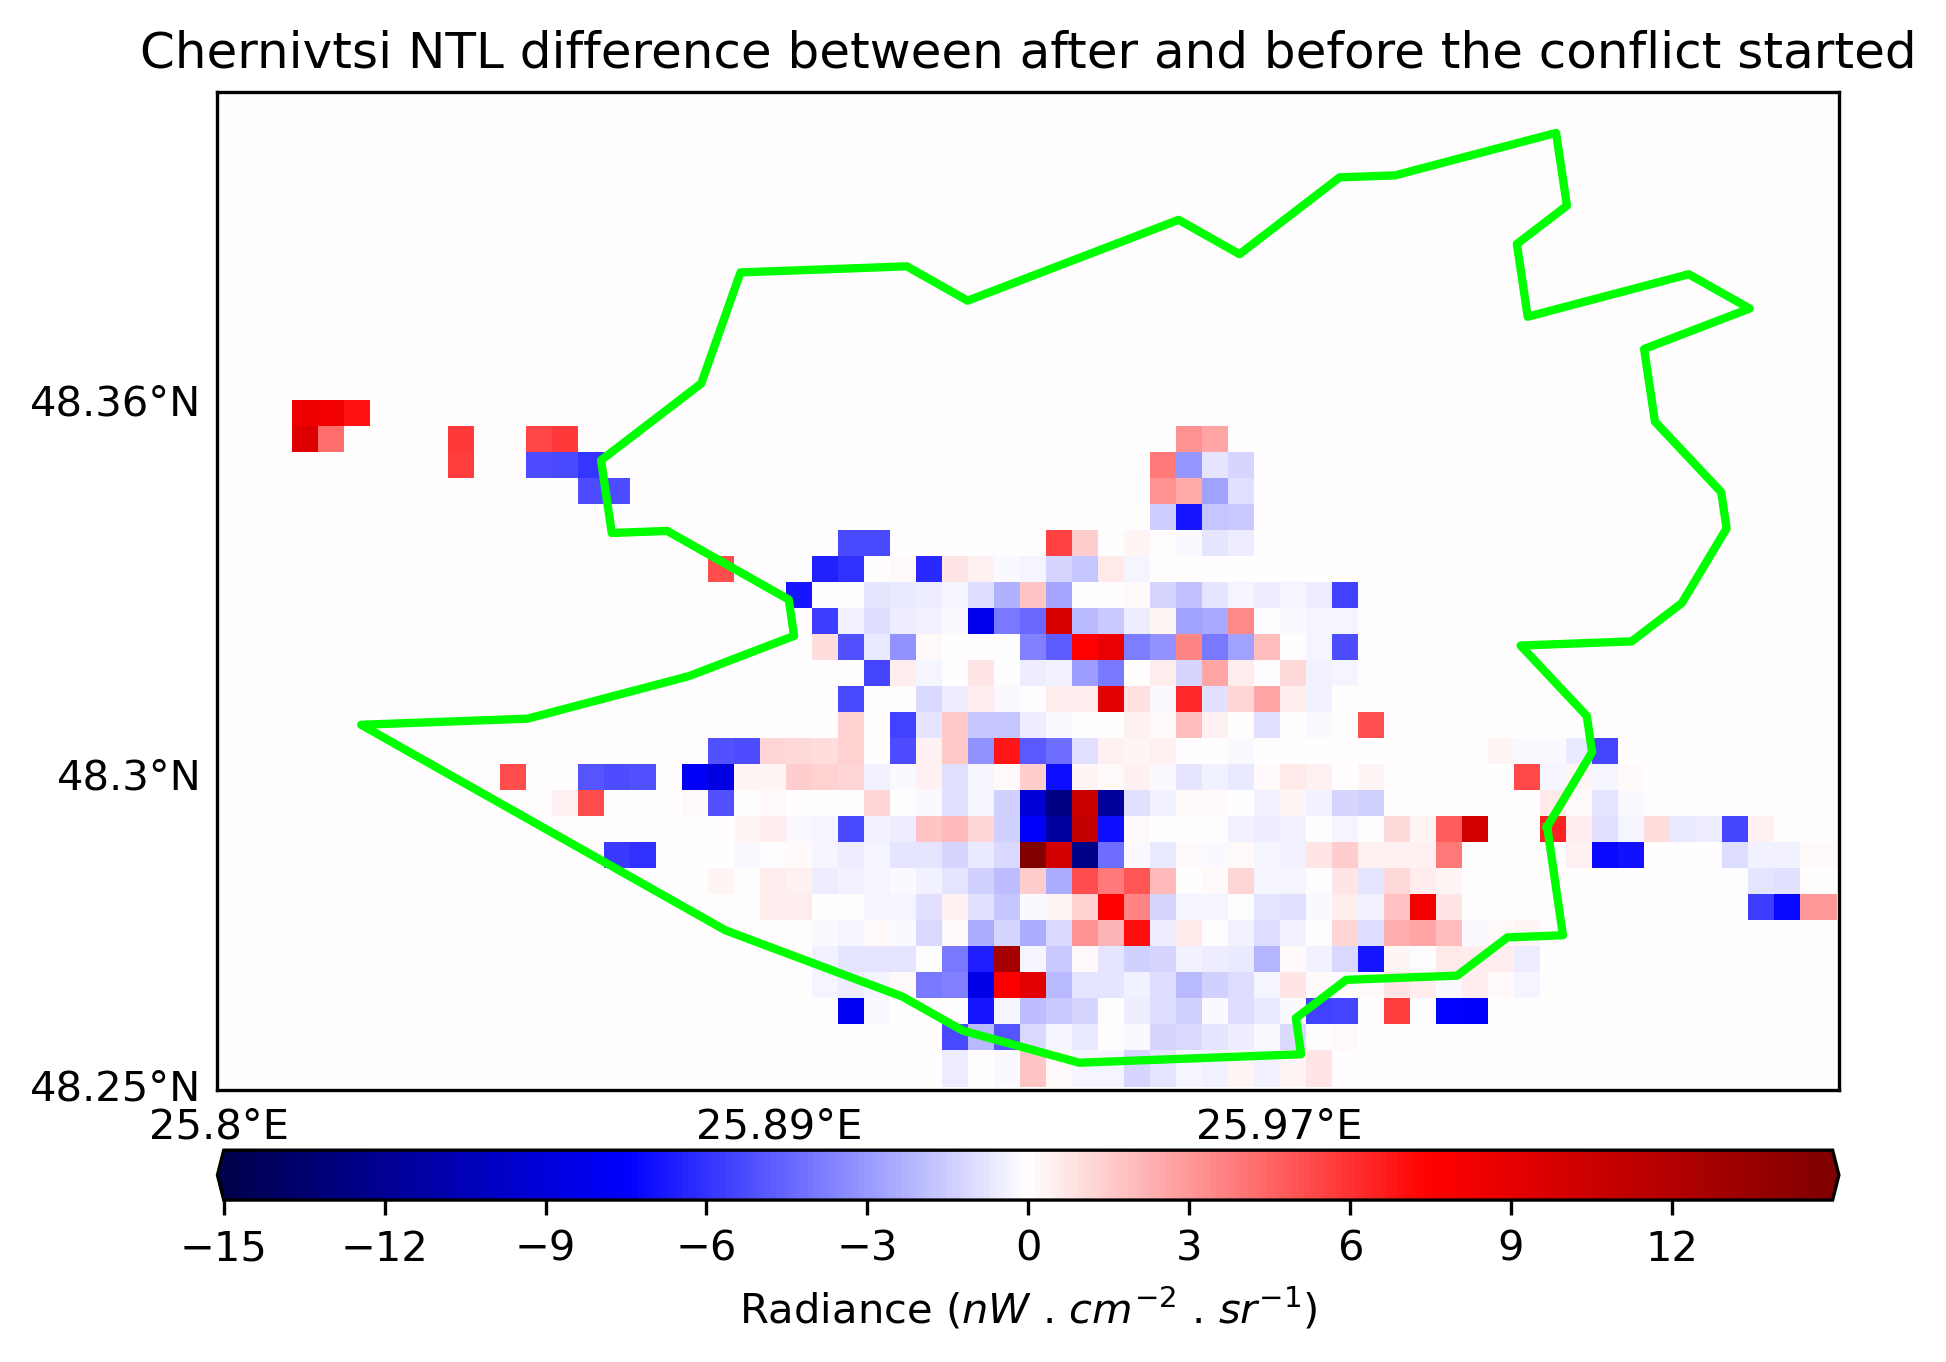 Chernivtsi NTL difference between after and before the conflict started
48.36°N
48.3°N
48.25°N
25.8°E 25.89°E 25.97°E
−15 −12 −9 −6 −3 0 3 6 9 12
Radiance (nW . cm⁻² . sr⁻¹)